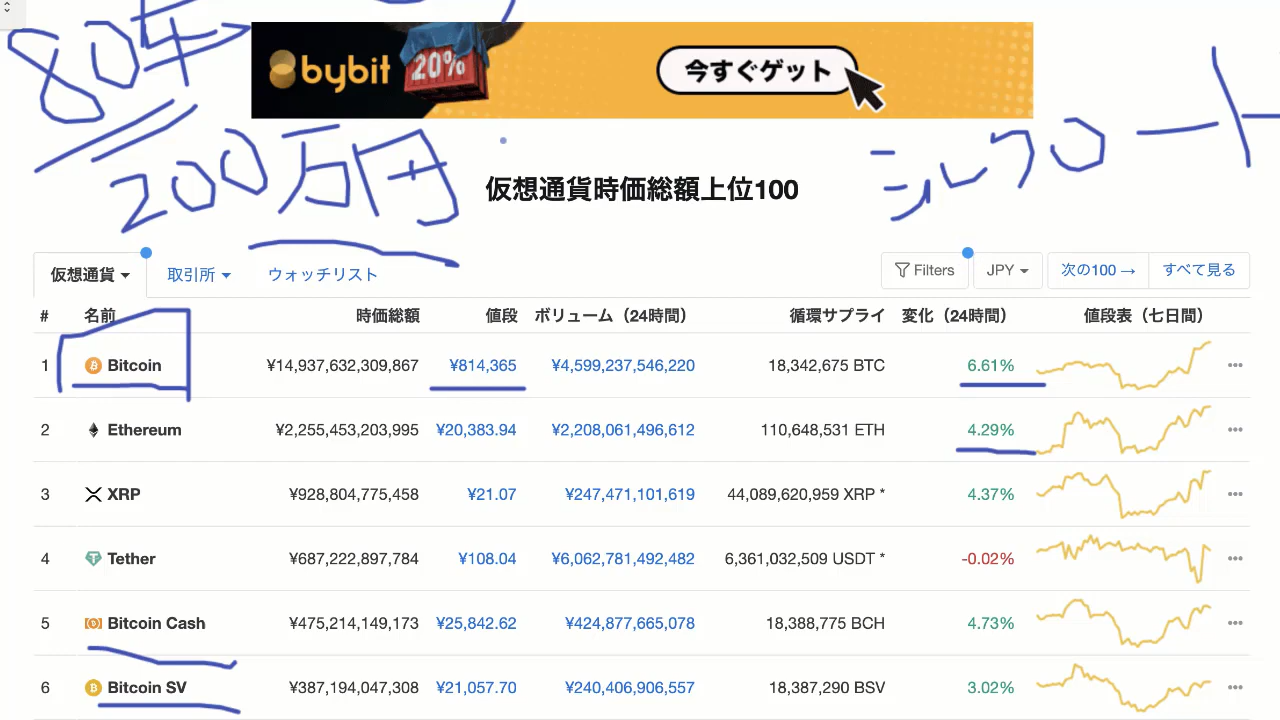 80年
bybit 20% 今すぐゲット
200万円
シルクロード
仮想通貨時価総額上位100
仮想通貨 取引所 ウォッチリスト Filters JPY 次の100 → すべて見る
# 名前 時価総額 値段 ボリューム（24時間） 循環サプライ 変化（24時間） 値段表（七日間）
1 Bitcoin ¥14,937,632,309,867 ¥814,365 ¥4,599,237,546,220 18,342,675 BTC 6.61%
2 Ethereum ¥2,255,453,203,995 ¥20,383.94 ¥2,208,061,496,612 110,648,531 ETH 4.29%
3 XRP ¥928,804,775,458 ¥21.07 ¥247,471,101,619 44,089,620,959 XRP * 4.37%
4 Tether ¥687,222,897,784 ¥108.04 ¥6,062,781,492,482 6,361,032,509 USDT * -0.02%
5 Bitcoin Cash ¥475,214,149,173 ¥25,842.62 ¥424,877,665,078 18,388,775 BCH 4.73%
6 Bitcoin SV ¥387,194,047,308 ¥21,057.70 ¥240,406,906,557 18,387,290 BSV 3.02%